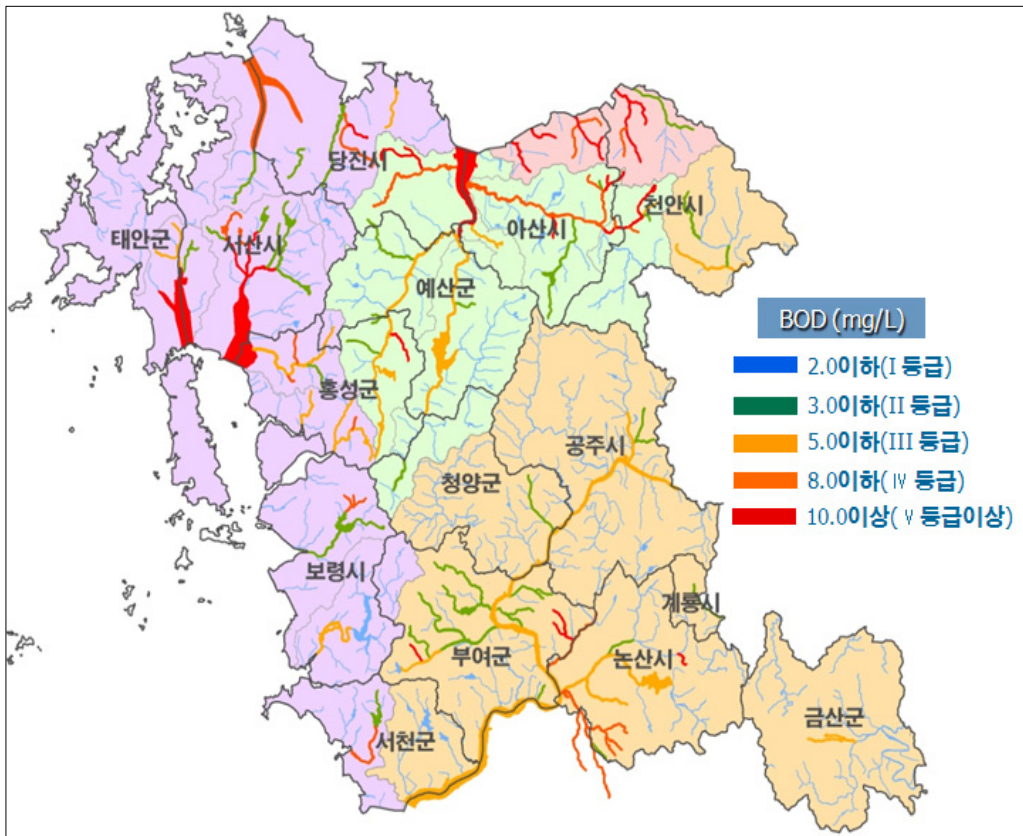 당진시
태안군
서산시
아산시
천안시
예산군
홍성군
공주시
청양군
보령시
계룡시
부여군
논산시
서천군
금산군
BOD (mg/L)
2.0이하(I 등급)
3.0이하(II 등급)
5.0이하(III 등급)
8.0이하(Ⅳ 등급)
10.0이상(Ⅴ 등급이상)